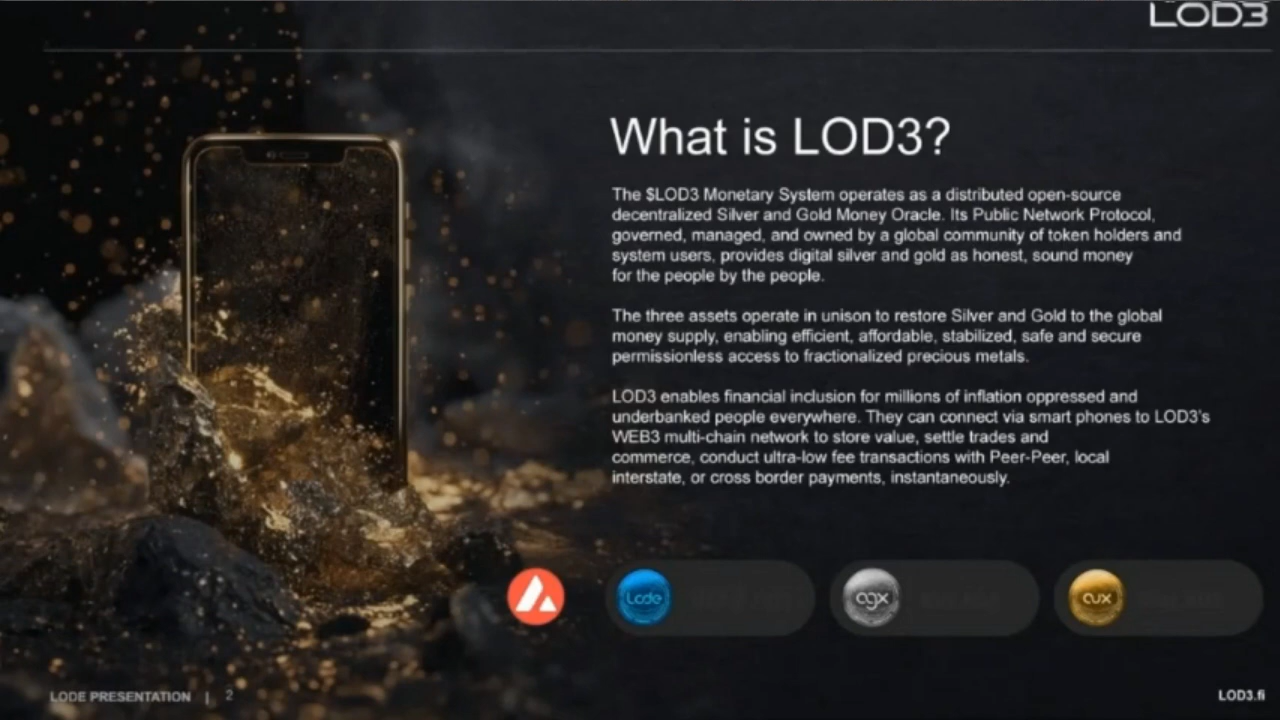 LOD3
What is LOD3?
The $LOD3 Monetary System operates as a distributed open-source
decentralized Silver and Gold Money Oracle. Its Public Network Protocol,
governed, managed, and owned by a global community of token holders and
system users, provides digital silver and gold as honest, sound money
for the people by the people.
The three assets operate in unison to restore Silver and Gold to the global
money supply, enabling efficient, affordable, stabilized, safe and secure
permissionless access to fractionalized precious metals.
LOD3 enables financial inclusion for millions of inflation oppressed and
underbanked people everywhere. They can connect via smart phones to LOD3's
WEB3 multi-chain network to store value, settle trades and
commerce, conduct ultra-low fee transactions with Peer-Peer, local
interstate, or cross border payments, instantaneously.
Lode
agx
aux
LODE PRESENTATION | 2
LOD3.fi